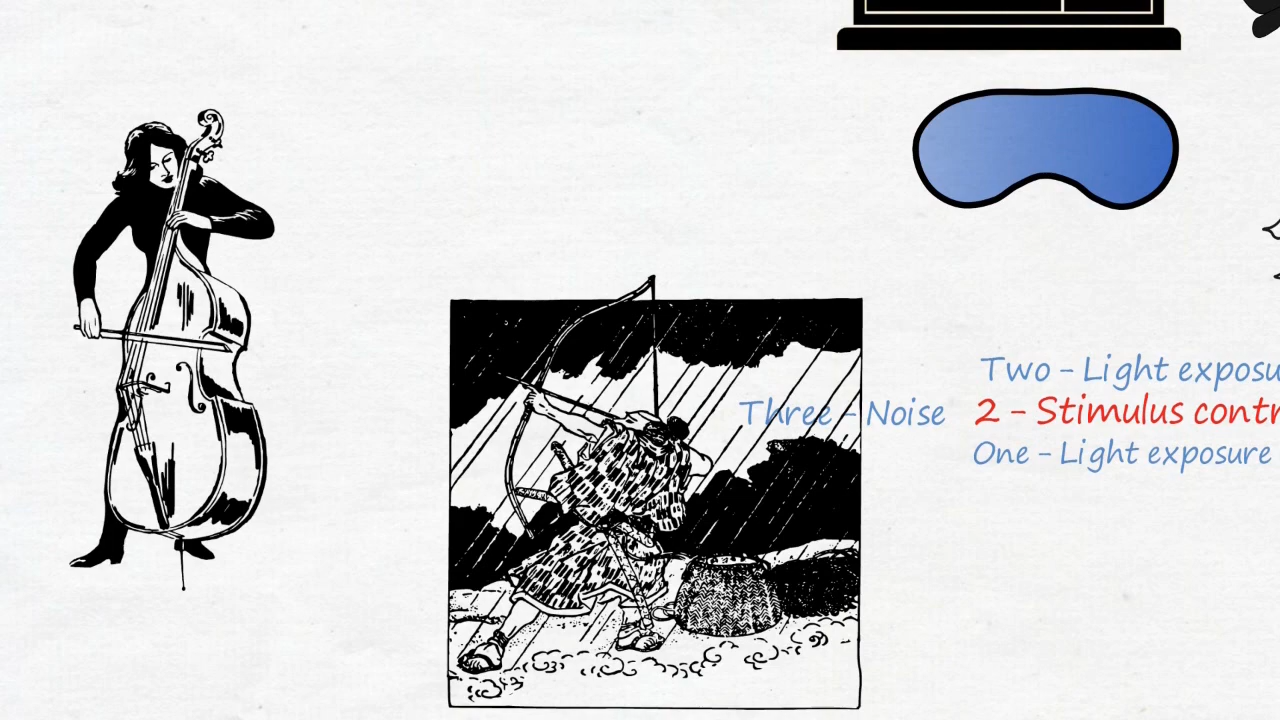 Two - Light exposu
Three - Noise
2 - Stimulus contr
One - Light exposure